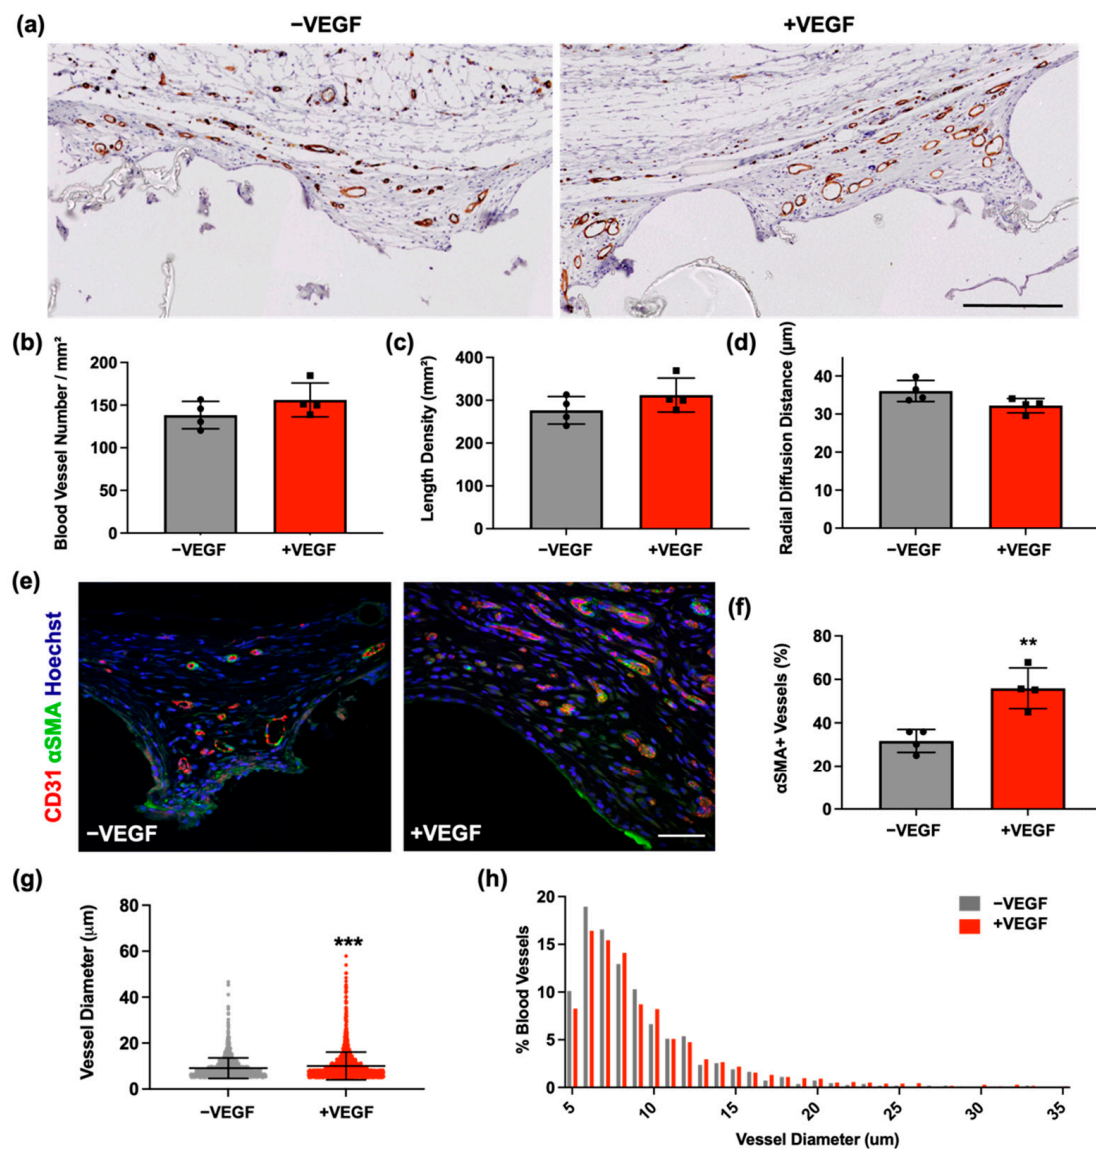 (a)
−VEGF
+VEGF
(b)
Blood Vessel Number / mm²
200
150
100
50
0
−VEGF
+VEGF
(c)
Length Density (mm²)
400
300
200
100
0
−VEGF
+VEGF
(d)
Radial Diffusion Distance (µm)
40
30
20
10
0
−VEGF
+VEGF
(e)
CD31 αSMA Hoechst
−VEGF
+VEGF
(f)
αSMA+ Vessels (%)
80
60
40
20
0
**
−VEGF
+VEGF
(g)
Vessel Diameter (µm)
80
60
40
20
0
***
−VEGF
+VEGF
(h)
% Blood Vessels
20
15
10
5
0
−VEGF
+VEGF
5
10
15
20
25
30
35
Vessel Diameter (um)